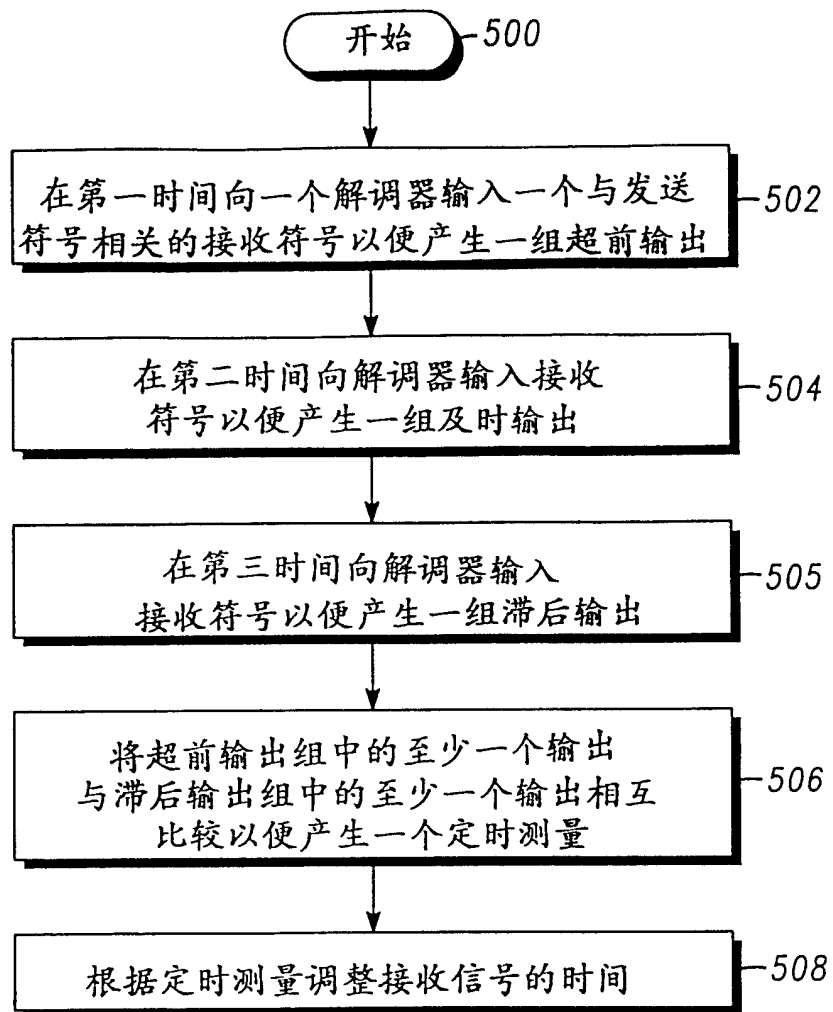 开始
500
在第一时间向一个解调器输入一个与发送
符号相关的接收符号以便产生一组超前输出
502
在第二时间向解调器输入接收
符号以便产生一组及时输出
504
在第三时间向解调器输入
接收符号以便产生一组滞后输出
505
将超前输出组中的至少一个输出
与滞后输出组中的至少一个输出相互
比较以便产生一个定时测量
506
根据定时测量调整接收信号的时间
508